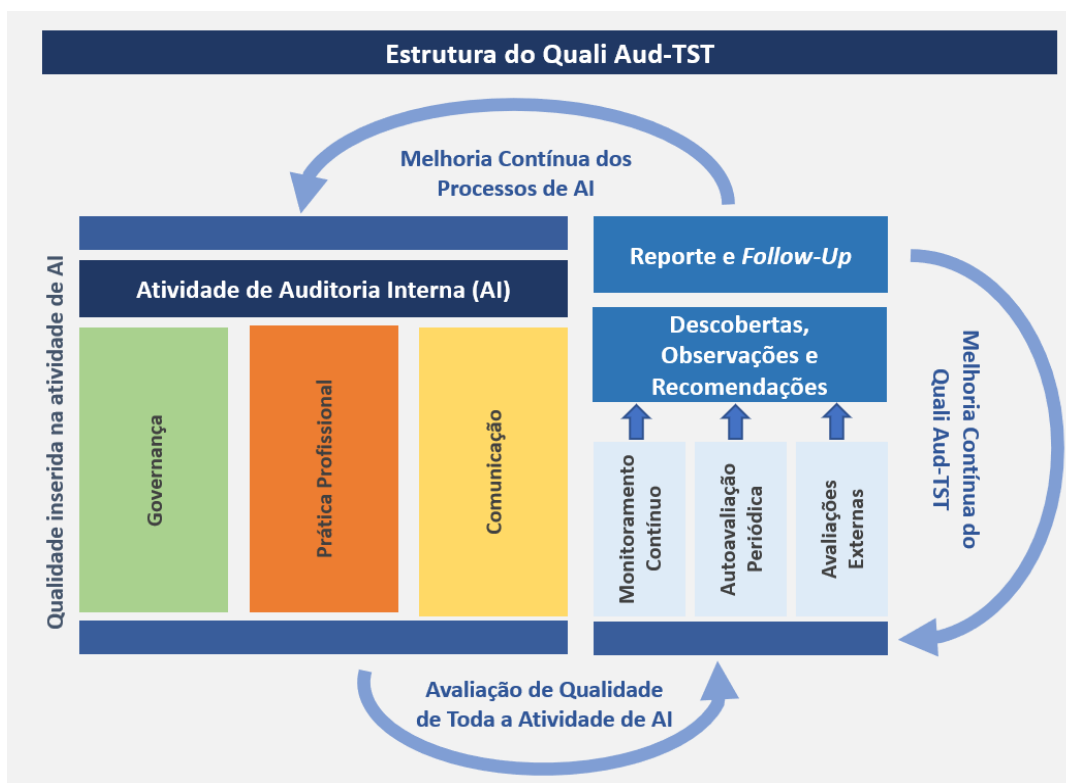 Estrutura do Quali Aud-TST
Melhoria Contínua dos
Processos de AI
Qualidade inserida na atividade de AI
Atividade de Auditoria Interna (AI)
Governança
Prática Profissional
Comunicação
Reporte e Follow-Up
Descobertas,
Observações e
Recomendações
Monitoramento
Contínuo
Autoavaliação
Periódica
Avaliações
Externas
Melhoria Contínua do
Quali Aud-TST
Avaliação de Qualidade
de Toda a Atividade de AI